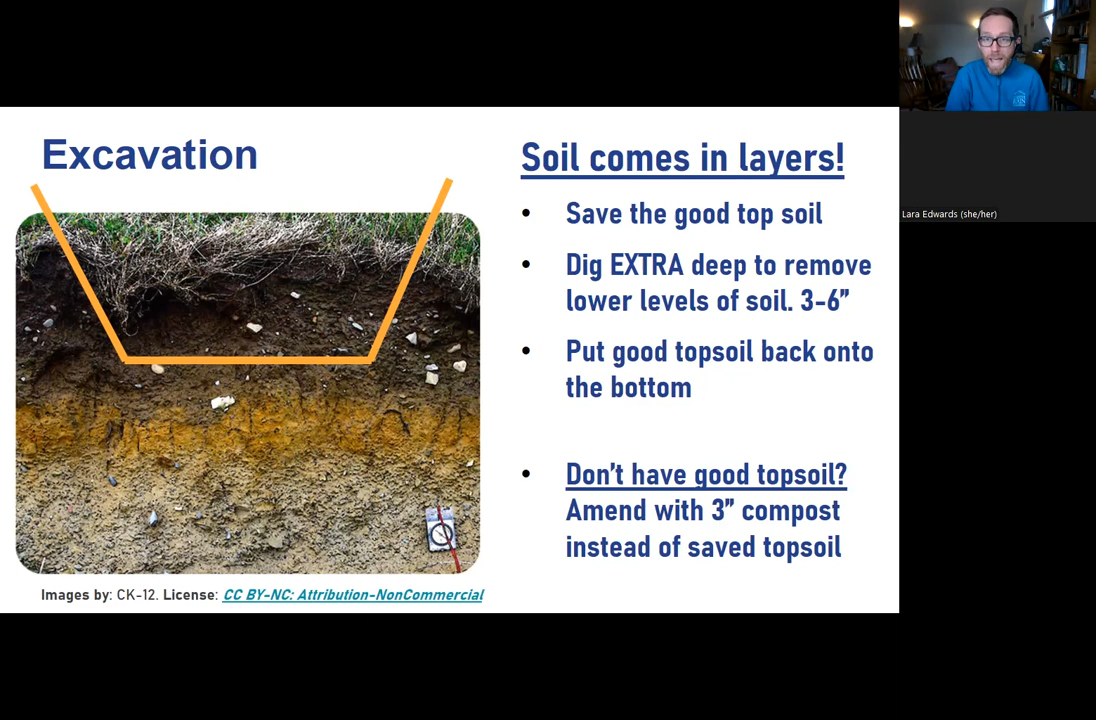 Excavation
Soil comes in layers!
• Save the good top soil
• Dig EXTRA deep to remove
lower levels of soil. 3-6”
• Put good topsoil back onto
the bottom
• Don’t have good topsoil?
Amend with 3” compost
instead of saved topsoil
Images by: CK-12. License: CC BY-NC: Attribution-NonCommercial
Lara Edwards (she/her)